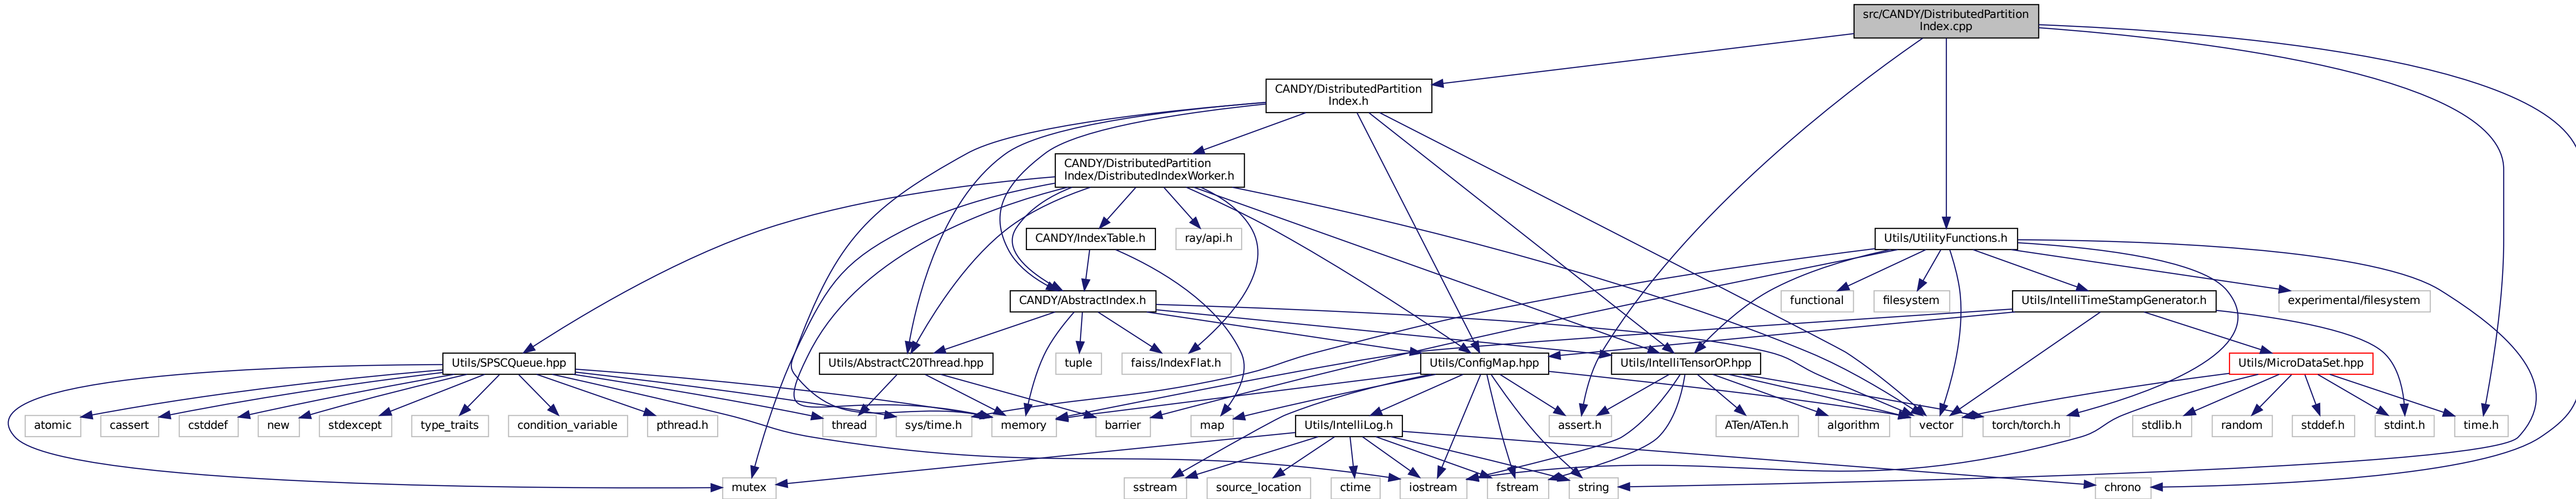 src/CANDY/DistributedPartition
Index.cpp
CANDY/DistributedPartition
Index.h
CANDY/DistributedPartition
Index/DistributedIndexWorker.h
CANDY/IndexTable.h
ray/api.h
Utils/UtilityFunctions.h
CANDY/AbstractIndex.h
functional
filesystem
Utils/IntelliTimeStampGenerator.h
experimental/filesystem
Utils/SPSCQueue.hpp
Utils/AbstractC20Thread.hpp
tuple
faiss/IndexFlat.h
Utils/ConfigMap.hpp
Utils/IntelliTensorOP.hpp
Utils/MicroDataSet.hpp
atomic
cassert
cstddef
new
stdexcept
type_traits
condition_variable
pthread.h
thread
sys/time.h
memory
barrier
map
Utils/IntelliLog.h
assert.h
ATen/ATen.h
algorithm
vector
torch/torch.h
stdlib.h
random
stddef.h
stdint.h
time.h
mutex
sstream
source_location
ctime
iostream
fstream
string
chrono